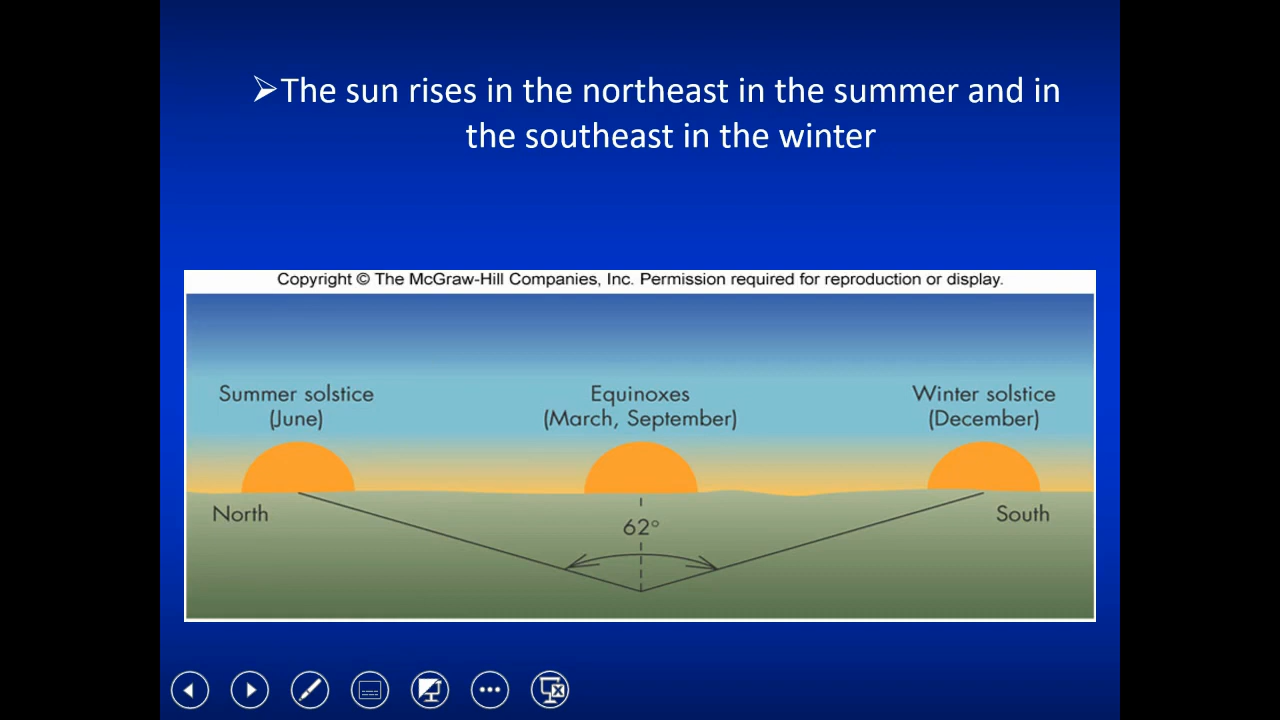 ➢The sun rises in the northeast in the summer and in
the southeast in the winter
Copyright © The McGraw-Hill Companies, Inc. Permission required for reproduction or display.
Summer solstice
(June)
Equinoxes
(March, September)
Winter solstice
(December)
North
62°
South